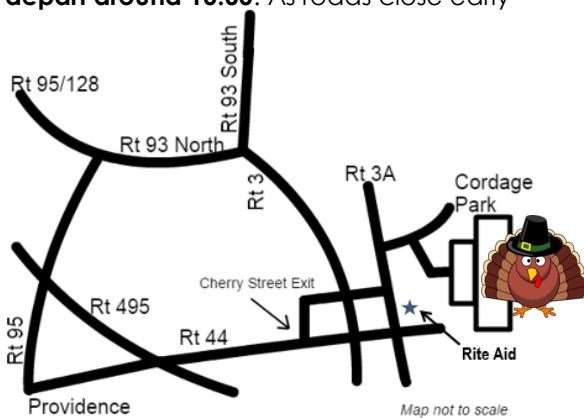 depart around 10:00. As roads close early
Rt 95/128
Rt 93 South
Rt 93 North
Rt 3
Rt 3A
Cordage
Park
Cherry Street Exit
Rt 495
Rt 44
Rt 95
Rite Aid
Providence
Map not to scale